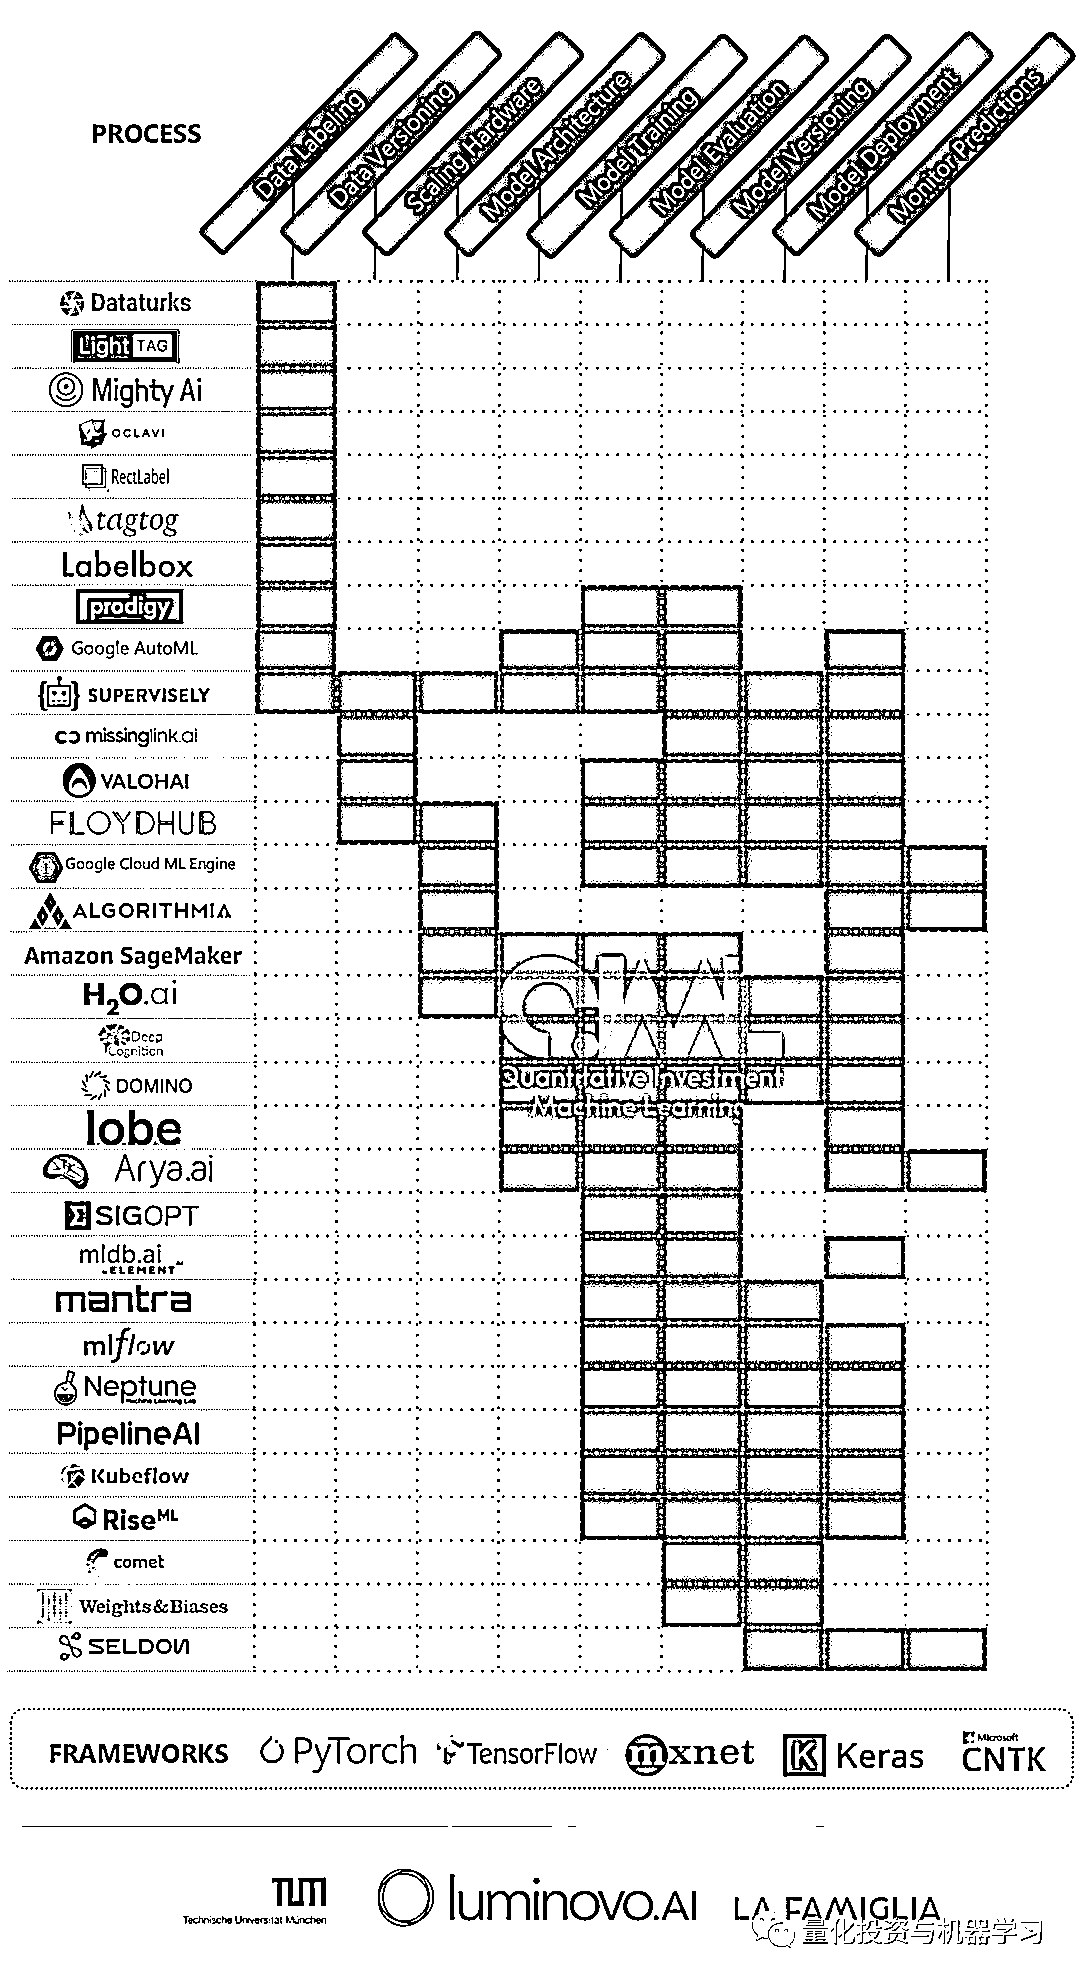 PROCESS
Data Labeling
Data Versioning
Scaling Hardware
Model Architecture
Model Training
Model Evaluation
Model Versioning
Model Deployment
Monitor Predictions
Dataturks
Light TAG
Mighty Ai
OCLAVI
RectLabel
tagtog
Labelbox
prodigy
Google AutoML
SUPERVISELY
missinglink.ai
VALOHAI
FLOYDHUB
Google Cloud ML Engine
ALGORITHMIA
Amazon SageMaker
H2O.ai
Deep
Cognition
DOMINO
lobe
Arya.ai
SIGOPT
mldb.ai
ELEMENT
mantra
mlflow
Neptune
Machine Learning Lab
PipelineAI
Kubeflow
Rise ML
comet
Weights&Biases
SELDON
Quantitative Investment
Machine Learning
FRAMEWORKS
PyTorch
TensorFlow
mxnet
K Keras
Microsoft
CNTK
TUM
Technische Universität München
luminovo.AI
LA FAMIGLIA
量化投资与机器学习